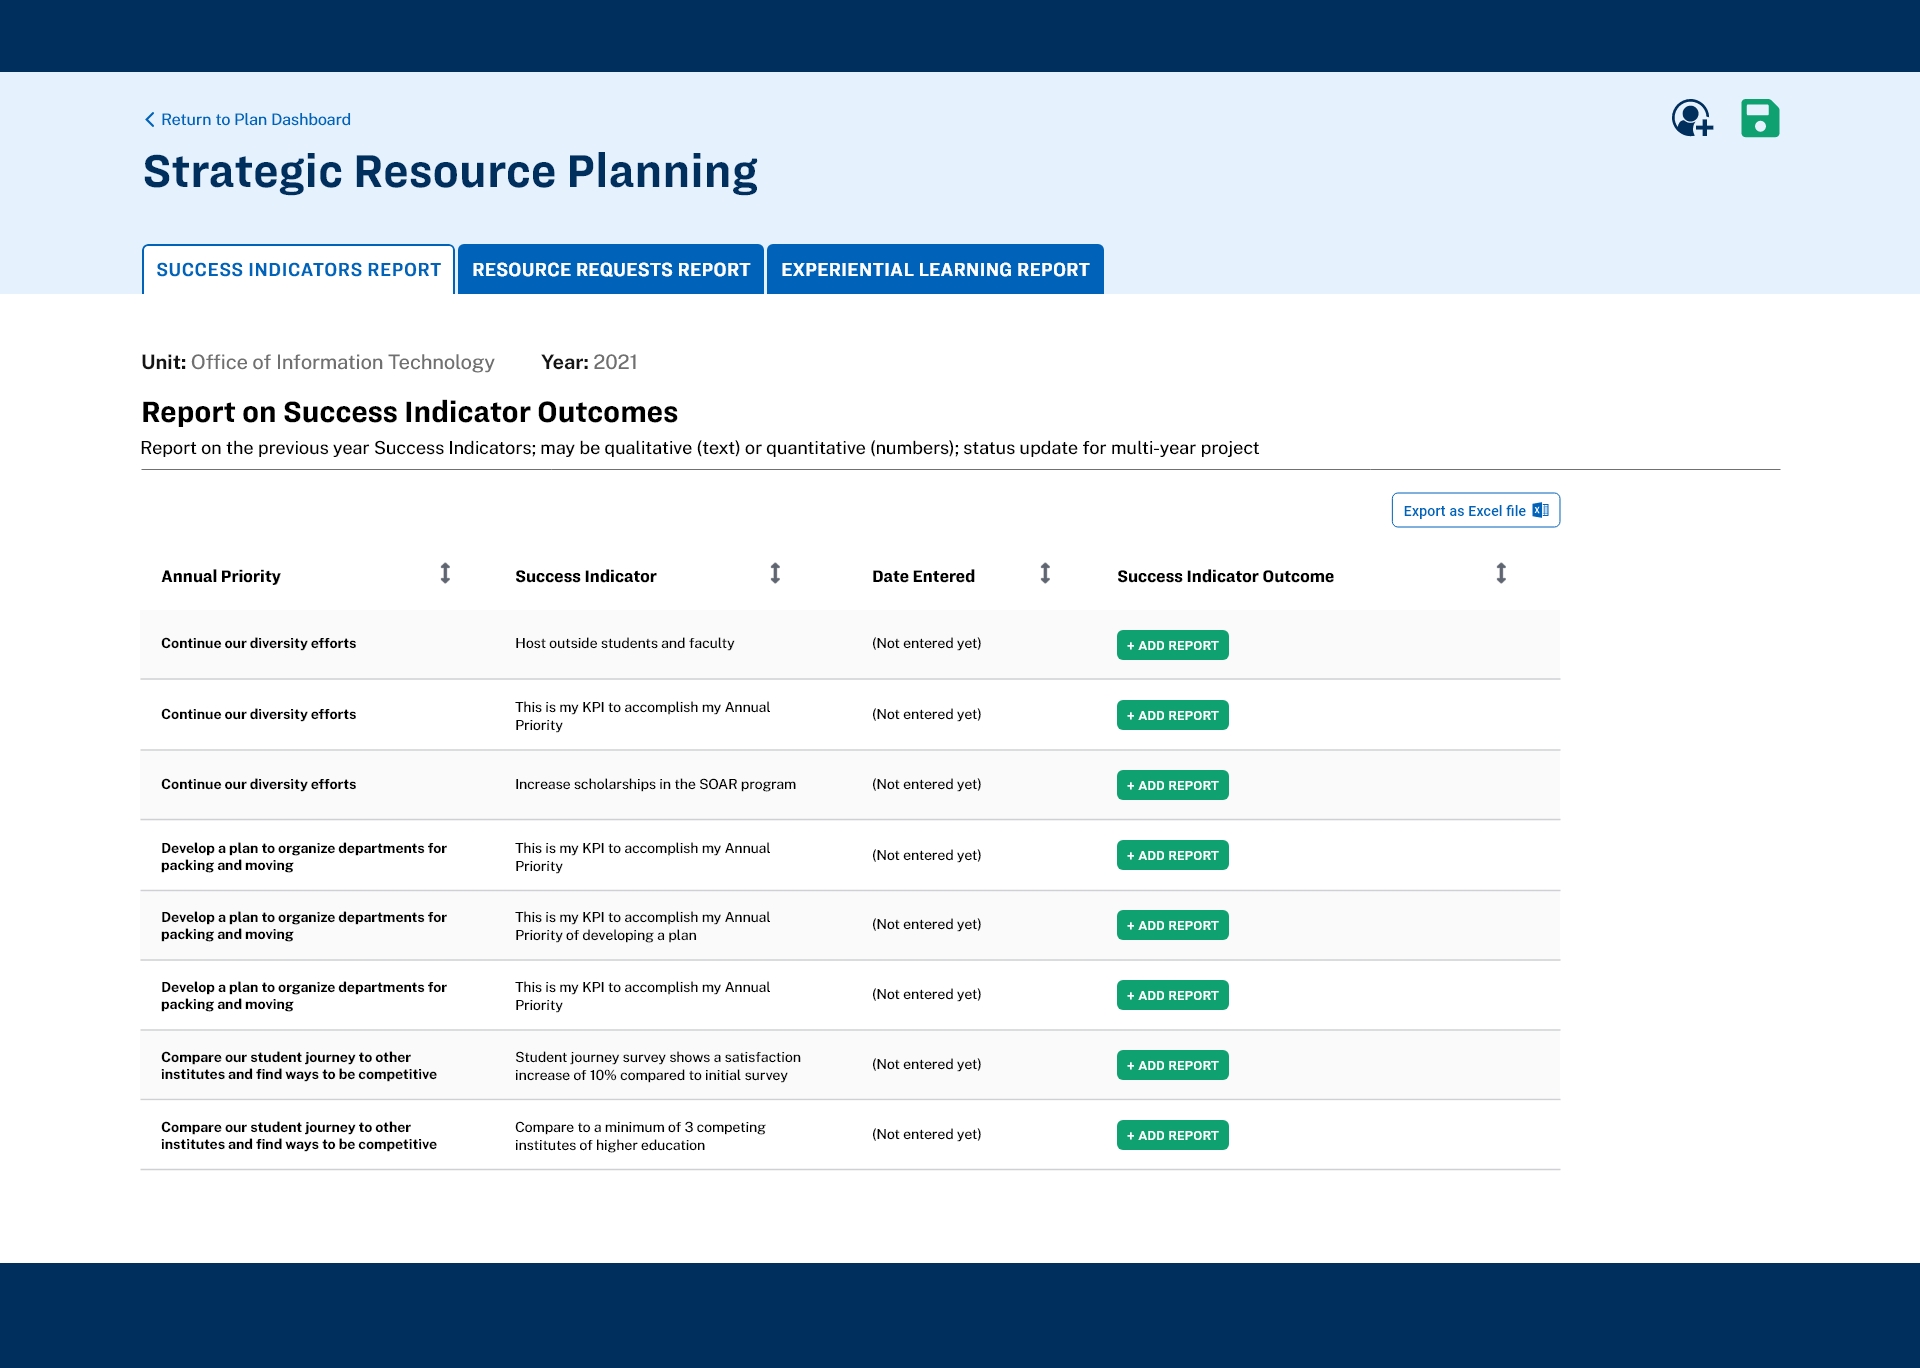 Return to Plan Dashboard
Strategic Resource Planning
SUCCESS INDICATORS REPORT
RESOURCE REQUESTS REPORT
EXPERIENTIAL LEARNING REPORT
Unit: Office of Information Technology
Year: 2021
Report on Success Indicator Outcomes
Report on the previous year Success Indicators; may be qualitative (text) or quantitative (numbers); status update for multi-year project
Export as Excel file
Annual Priority
Success Indicator
Date Entered
Success Indicator Outcome
Continue our diversity efforts
Host outside students and faculty
(Not entered yet)
+ ADD REPORT
Continue our diversity efforts
This is my KPI to accomplish my Annual
Priority
(Not entered yet)
+ ADD REPORT
Continue our diversity efforts
Increase scholarships in the SOAR program
(Not entered yet)
+ ADD REPORT
Develop a plan to organize departments for
packing and moving
This is my KPI to accomplish my Annual
Priority
(Not entered yet)
+ ADD REPORT
Develop a plan to organize departments for
packing and moving
This is my KPI to accomplish my Annual
Priority of developing a plan
(Not entered yet)
+ ADD REPORT
Develop a plan to organize departments for
packing and moving
This is my KPI to accomplish my Annual
Priority
(Not entered yet)
+ ADD REPORT
Compare our student journey to other
institutes and find ways to be competitive
Student journey survey shows a satisfaction
increase of 10% compared to initial survey
(Not entered yet)
+ ADD REPORT
Compare our student journey to other
institutes and find ways to be competitive
Compare to a minimum of 3 competing
institutes of higher education
(Not entered yet)
+ ADD REPORT